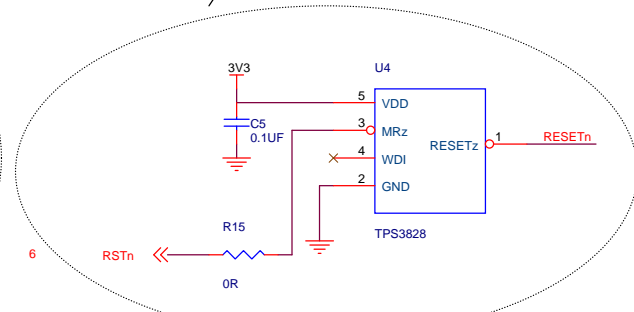 3V3
U4
5
VDD
C5
0.1UF
3
MRz
RESETz
1
RESETn
4
WDI
2
GND
TPS3828
R15
6
RSTn
0R